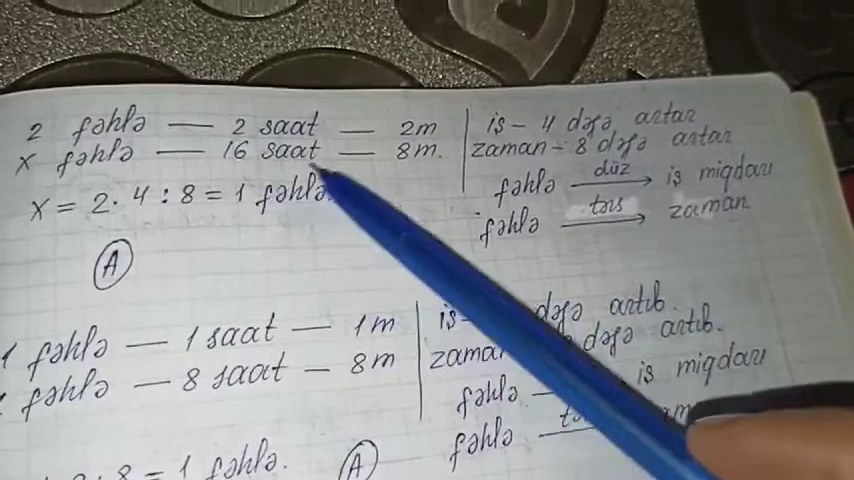 2 fəhlə — 2 saat — 2m
x fəhlə — 16 saat — 8m.
x = 2 · 4 : 8 = 1 fəhlə.
A
iş - 4 dəfə artar
zaman - 8 dəfə artar
fəhlə düz → iş miqdarı
fəhlə tərs → zaman.
1 fəhlə — 1 saat — 1m
fəhlə — 8 saat — 8m
8 = 1 fəhlə.
A
iş - dəfə artıb.
dəfə artıb.
fəhlə — iş miqdarı
fəhlə